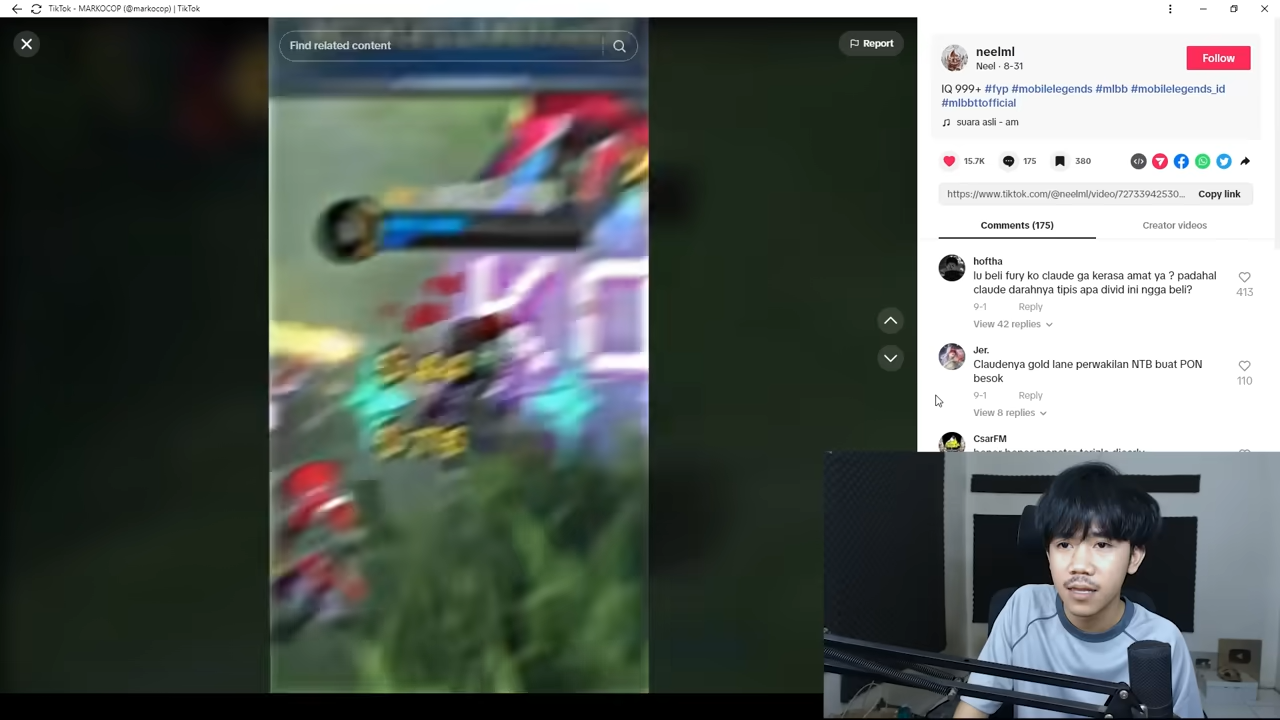 TikTok - MARKOCOP (@markocop) | TikTok
Find related content
Report
neelml
Neel · 8-31
Follow
IQ 999+ #fyp #mobilelegends #mlbb #mobilelegends_id
#mlbbttofficial
suara asli - am
15.7K
175
380
https://www.tiktok.com/@neelml/video/72733942530...
Copy link
Comments (175)
Creator videos
hoftha
lu beli fury ko claude ga kerasa amat ya ? padahal
claude darahnya tipis apa divid ini ngga beli?
413
9-1 Reply
View 42 replies
Jer.
Claudenya gold lane perwakilan NTB buat PON
besok
110
9-1 Reply
View 8 replies
CsarFM